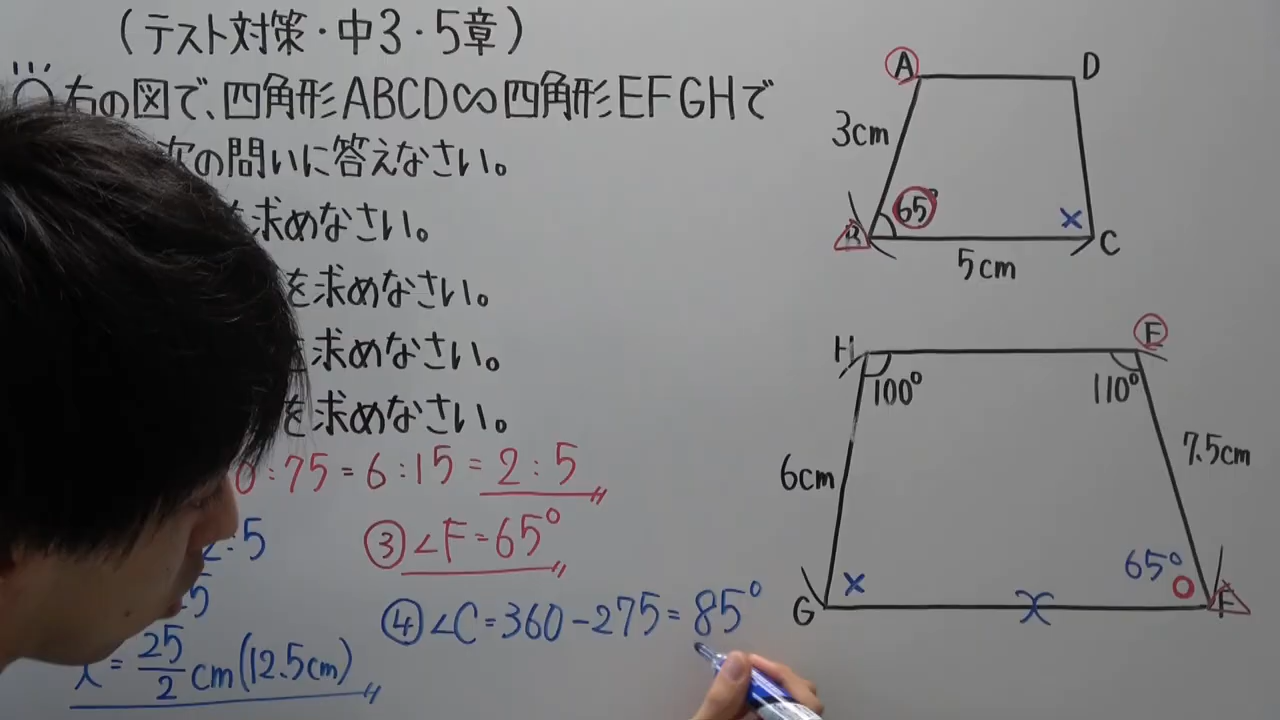 (テスト対策・中3・5章)
右の図で、四角形ABCD∽四角形EFGHで
次の問いに答えなさい。
を求めなさい。
を求めなさい。
を求めなさい。
を求めなさい。
0:75=6:15=2:5
:5
③∠F=65°
5
④∠C=360-275=85°
x=25/2cm(12.5cm)
A
D
3cm
65°
×
B
C
5cm
H
E
100°
110°
7.5cm
6cm
65°
×
G
x
F